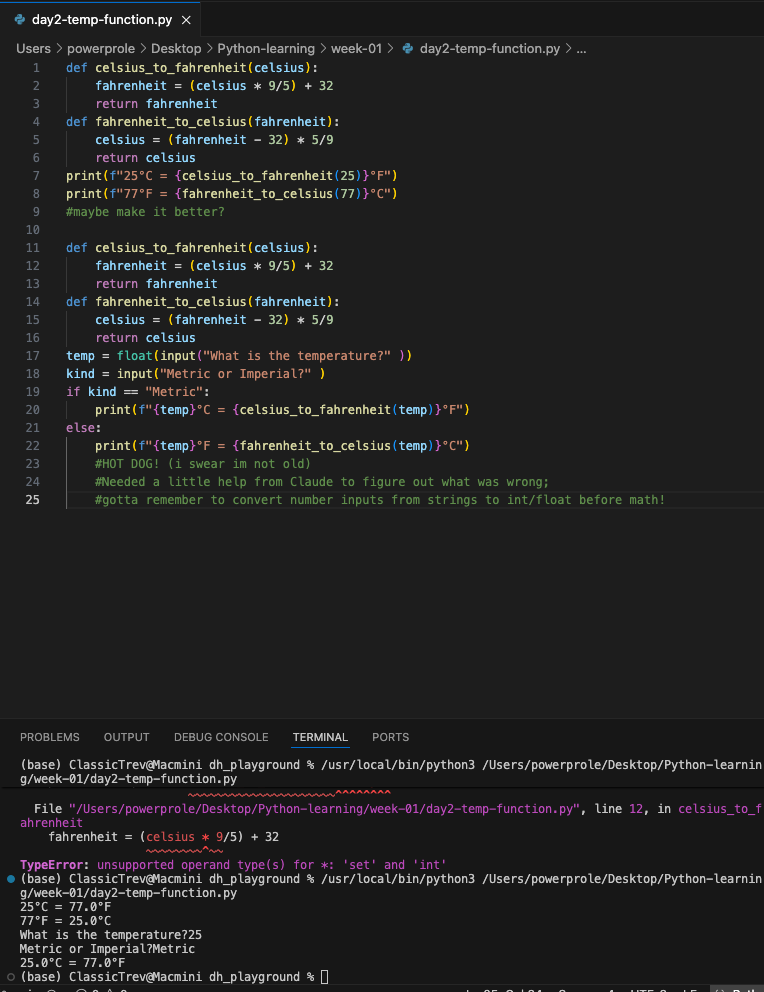 day2-temp-function.py ×
Users > powerprole > Desktop > Python-learning > week-01 > day2-temp-function.py > ...
1 def celsius_to_fahrenheit(celsius):
2     fahrenheit = (celsius * 9/5) + 32
3     return fahrenheit
4 def fahrenheit_to_celsius(fahrenheit):
5     celsius = (fahrenheit - 32) * 5/9
6     return celsius
7 print(f"25°C = {celsius_to_fahrenheit(25)}°F")
8 print(f"77°F = {fahrenheit_to_celsius(77)}°C")
9 #maybe make it better?
10
11 def celsius_to_fahrenheit(celsius):
12     fahrenheit = (celsius * 9/5) + 32
13     return fahrenheit
14 def fahrenheit_to_celsius(fahrenheit):
15     celsius = (fahrenheit - 32) * 5/9
16     return celsius
17 temp = float(input("What is the temperature?" ))
18 kind = input("Metric or Imperial?" )
19 if kind == "Metric":
20     print(f"{temp}°C = {celsius_to_fahrenheit(temp)}°F")
21 else:
22     print(f"{temp}°F = {fahrenheit_to_celsius(temp)}°C")
23     #HOT DOG! (i swear im not old)
24     #Needed a little help from Claude to figure out what was wrong;
25     #gotta remember to convert number inputs from strings to int/float before math!
PROBLEMS OUTPUT DEBUG CONSOLE TERMINAL PORTS
(base) ClassicTrev@Macmini dh_playground % /usr/local/bin/python3 /Users/powerprole/Desktop/Python-learnin
g/week-01/day2-temp-function.py
~~~~~~~~~~~~~~~~~~~~~^^^^^^^^
File "/Users/powerprole/Desktop/Python-learning/week-01/day2-temp-function.py", line 12, in celsius_to_f
ahrenheit
fahrenheit = (celsius * 9/5) + 32
~~~~~~~~^~~
TypeError: unsupported operand type(s) for *: 'set' and 'int'
(base) ClassicTrev@Macmini dh_playground % /usr/local/bin/python3 /Users/powerprole/Desktop/Python-learnin
g/week-01/day2-temp-function.py
25°C = 77.0°F
77°F = 25.0°C
What is the temperature?25
Metric or Imperial?Metric
25.0°C = 77.0°F
(base) ClassicTrev@Macmini dh_playground %